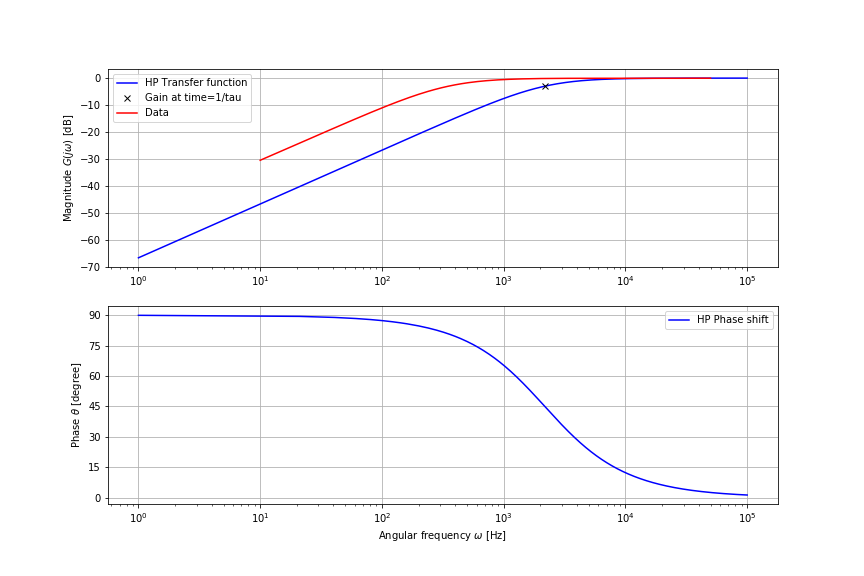 HP Transfer function
Gain at time=1/tau
Data
Magnitude G(jω) [dB]
0
−10
−20
−30
−40
−50
−60
−70
10⁰ 10¹ 10² 10³ 10⁴ 10⁵
HP Phase shift
Phase θ [degree]
90
75
60
45
30
15
0
10⁰ 10¹ 10² 10³ 10⁴ 10⁵
Angular frequency ω [Hz]